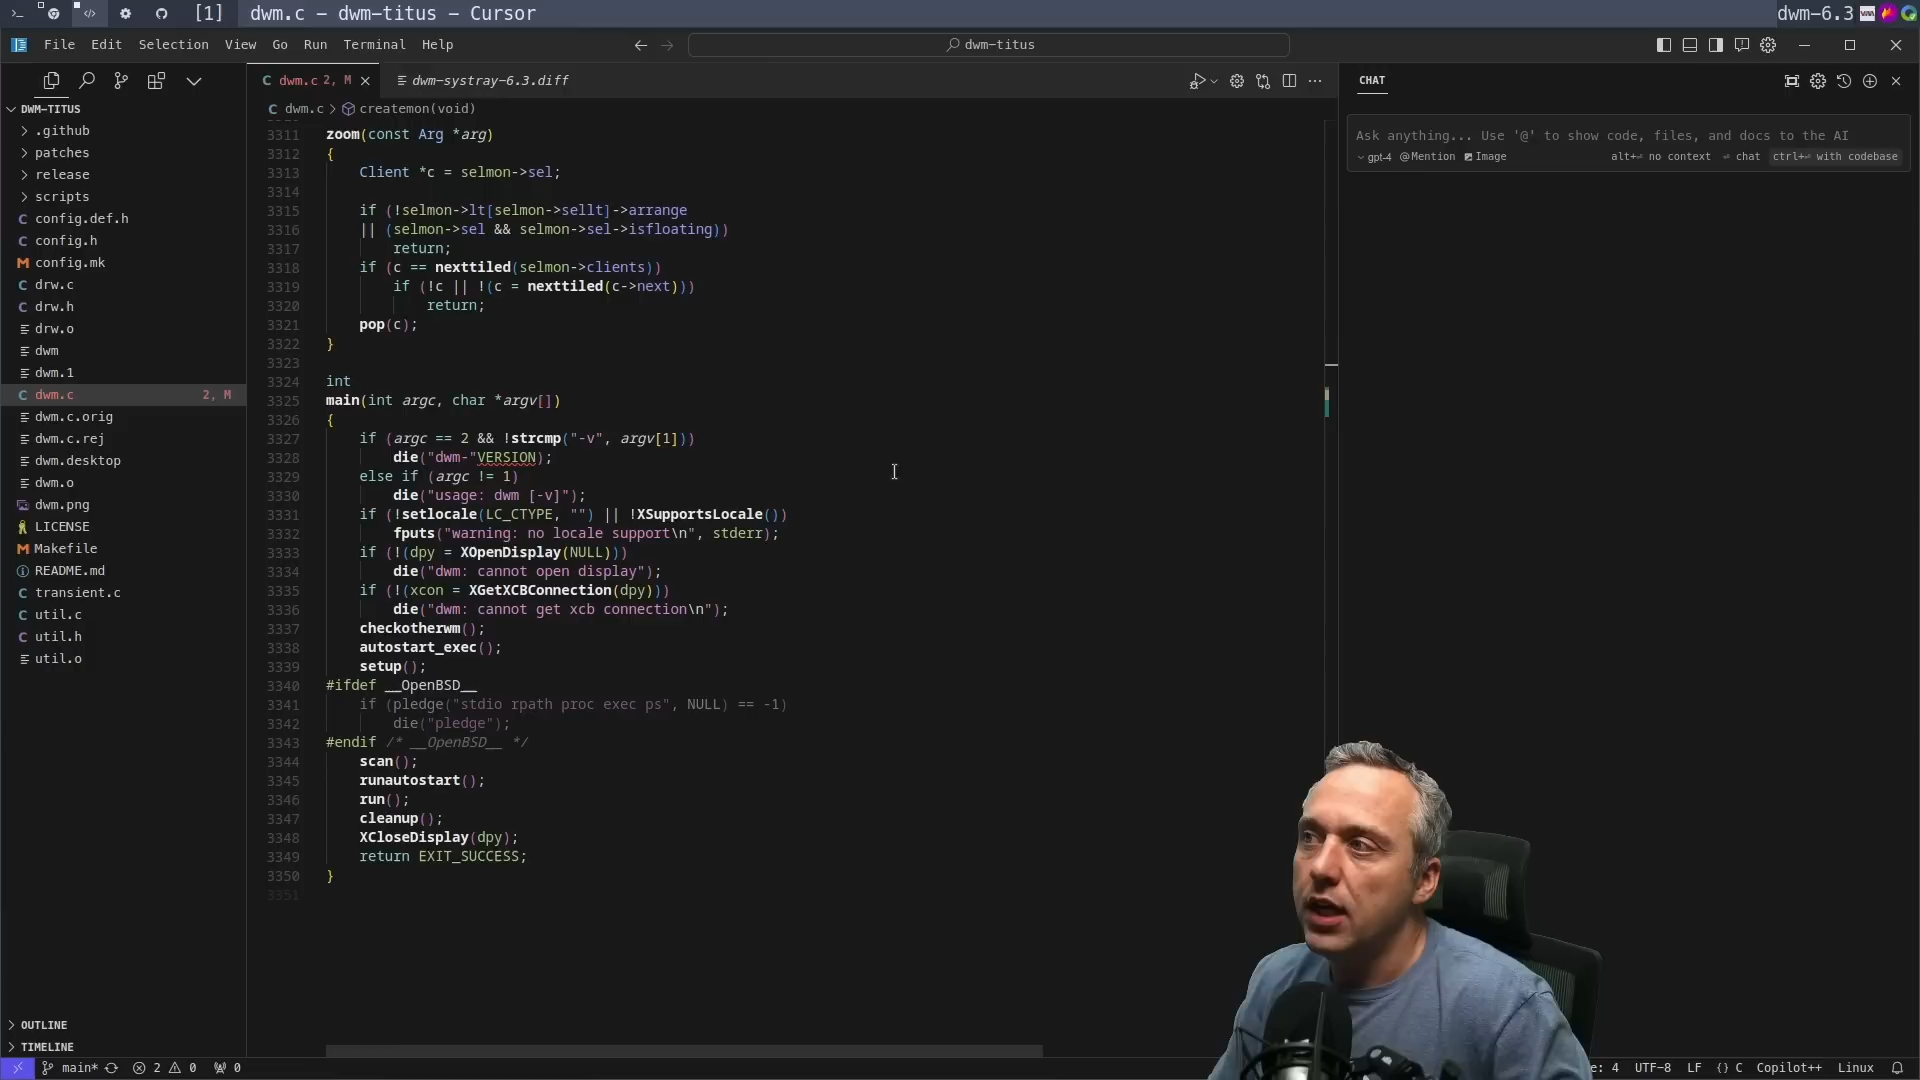 [1] dwm.c — dwm-titus — Cursor
dwm-6.3
File Edit Selection View Go Run Terminal Help
dwm-titus
dwm.c 2, M
dwm-systray-6.3.diff
CHAT
DWM-TITUS
.github
patches
release
scripts
config.def.h
config.h
config.mk
drw.c
drw.h
drw.o
dwm
dwm.1
dwm.c 2, M
dwm.c.orig
dwm.c.rej
dwm.desktop
dwm.o
dwm.png
LICENSE
Makefile
README.md
transient.c
util.c
util.h
util.o
OUTLINE
TIMELINE
dwm.c > createmon(void)
3311 zoom(const Arg *arg)
3312 {
3313 Client *c = selmon->sel;
3314
3315 if (!selmon->lt[selmon->sellt]->arrange
3316 || (selmon->sel && selmon->sel->isfloating))
3317 return;
3318 if (c == nexttiled(selmon->clients))
3319 if (!c || !(c = nexttiled(c->next)))
3320 return;
3321 pop(c);
3322 }
3323
3324 int
3325 main(int argc, char *argv[])
3326 {
3327 if (argc == 2 && !strcmp("-v", argv[1]))
3328 die("dwm-"VERSION);
3329 else if (argc != 1)
3330 die("usage: dwm [-v]");
3331 if (!setlocale(LC_CTYPE, "") || !XSupportsLocale())
3332 fputs("warning: no locale support\n", stderr);
3333 if (!(dpy = XOpenDisplay(NULL)))
3334 die("dwm: cannot open display");
3335 if (!(xcon = XGetXCBConnection(dpy)))
3336 die("dwm: cannot get xcb connection\n");
3337 checkotherwm();
3338 autostart_exec();
3339 setup();
3340 #ifdef __OpenBSD__
3341 if (pledge("stdio rpath proc exec ps", NULL) == -1)
3342 die("pledge");
3343 #endif /* __OpenBSD__ */
3344 scan();
3345 runautostart();
3346 run();
3347 cleanup();
3348 XCloseDisplay(dpy);
3349 return EXIT_SUCCESS;
3350 }
3351
Ask anything... Use '@' to show code, files, and docs to the AI
gpt-4 @Mention Image alt+⏎ no context ⏎ chat ctrl+⏎ with codebase
main* 2 0 0
e: 4 UTF-8 LF {} C Copilot++ Linux